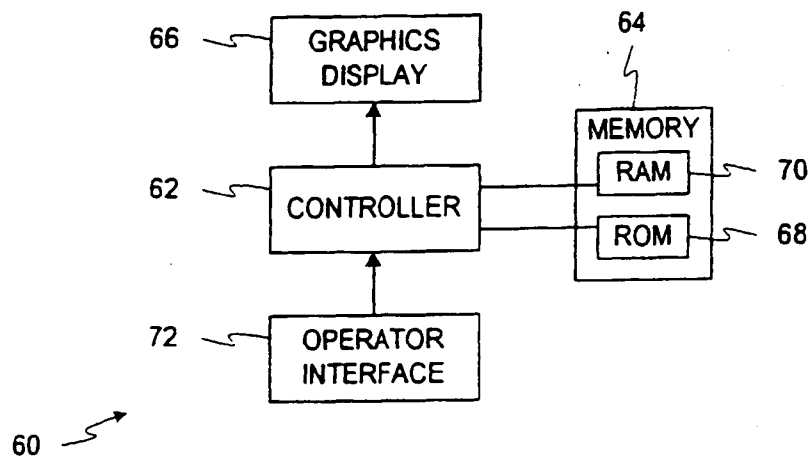 66
GRAPHICS
DISPLAY
64
MEMORY
62
CONTROLLER
RAM
70
ROM
68
72
OPERATOR
INTERFACE
60